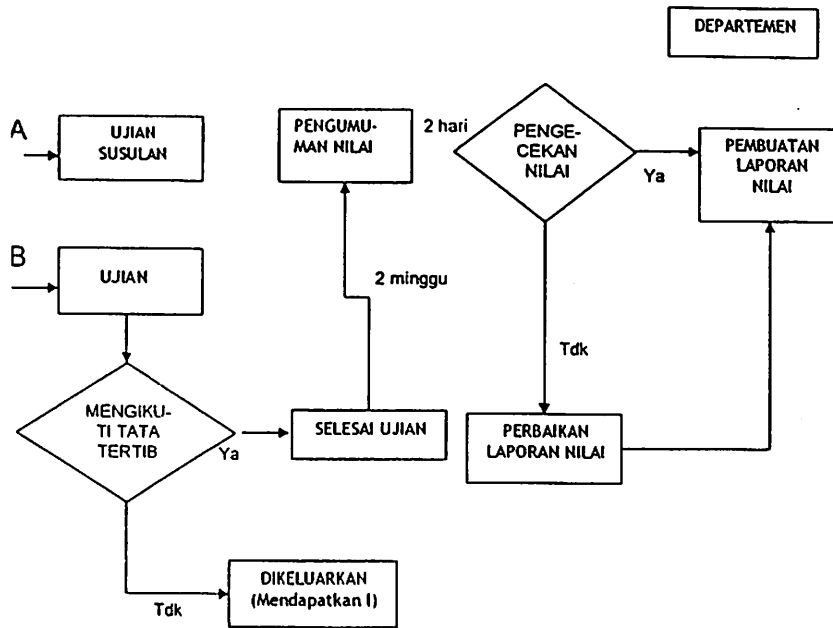 DEPARTEMEN
A
UJIAN
SUSULAN
PENGUMU-
MAN NILAI
2 hari
PENGE-
CEKAN
NILAI
Ya
PEMBUATAN
LAPORAN
NILAI
B
UJIAN
2 minggu
Tdk
MENGIKU-
TI TATA
TERTIB
Ya
SELESAI UJIAN
PERBAIKAN
LAPORAN NILAI
Tdk
DIKELUARKAN
(Mendapatkan I)